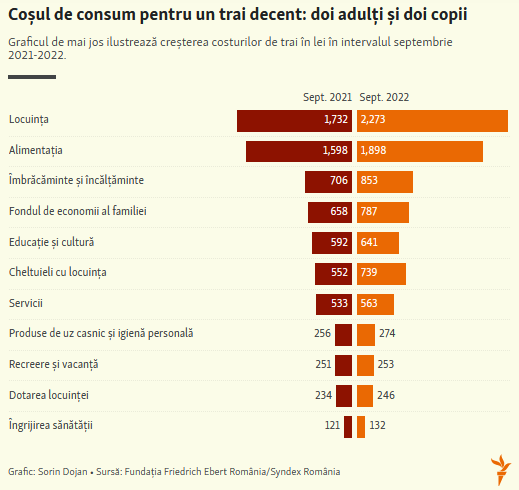 Coșul de consum pentru un trai decent: doi adulți și doi copii
Graficul de mai jos ilustrează creșterea costurilor de trai în lei în intervalul septembrie
2021-2022.
Sept. 2021 Sept. 2022
Locuința 1,732 2,273
Alimentația 1,598 1,898
Îmbrăcăminte și încălțăminte 706 853
Fondul de economii al familiei 658 787
Educație și cultură 592 641
Cheltuieli cu locuința 552 739
Servicii 533 563
Produse de uz casnic și igienă personală 256 274
Recreere și vacanță 251 253
Dotarea locuinței 234 246
Îngrijirea sănătății 121 132
Grafic: Sorin Dojan • Sursă: Fundația Friedrich Ebert România/Syndex România